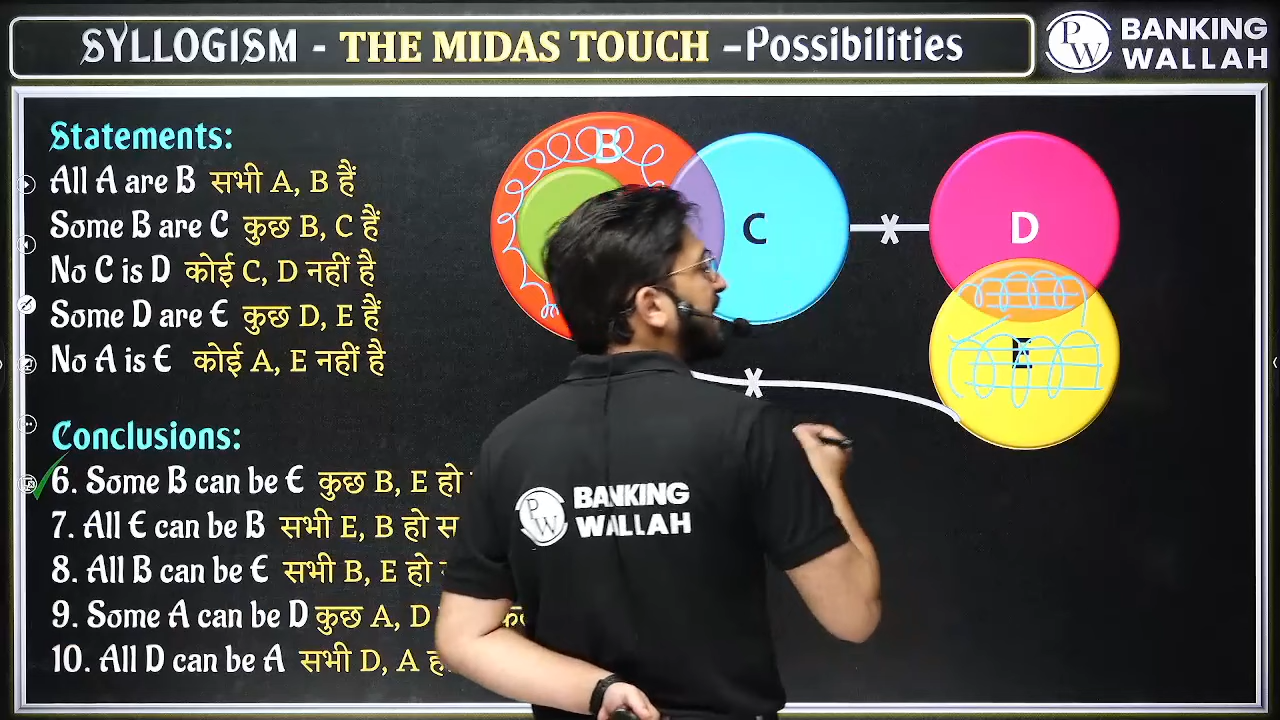 SYLLOGISM - THE MIDAS TOUCH -Possibilities
PW BANKING WALLAH
Statements:
All A are B सभी A, B हैं
Some B are C कुछ B, C हैं
No C is D कोई C, D नहीं है
Some D are E कुछ D, E हैं
No A is E कोई A, E नहीं है
Conclusions:
6. Some B can be E कुछ B, E हो
7. All E can be B सभी E, B हो स
8. All B can be E सभी B, E हो
9. Some A can be D कुछ A, D
10. All D can be A सभी D, A
B
C
D
E
PW BANKING
WALLAH